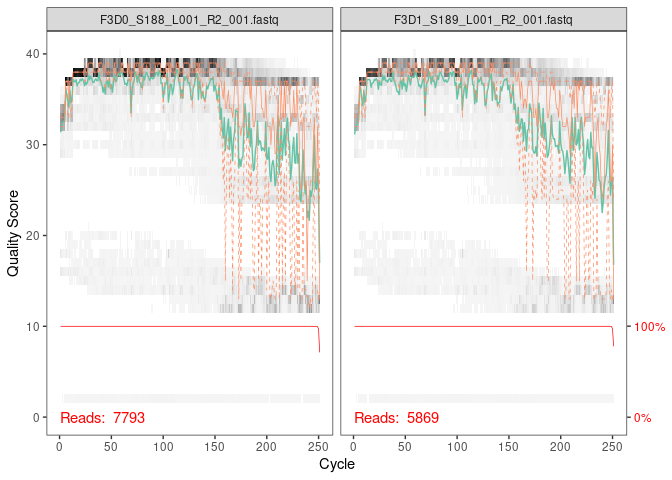 F3D0_S188_L001_R2_001.fastq F3D1_S189_L001_R2_001.fastq
40
30
20
10
0
Quality Score
100%
0%
Reads: 7793 Reads: 5869
0 50 100 150 200 250 0 50 100 150 200 250
Cycle